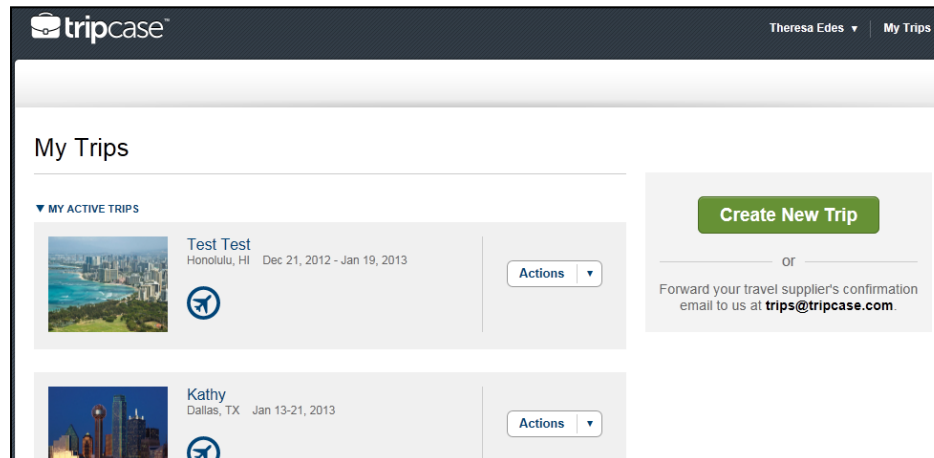 tripcase™
Theresa Edes ▼ | My Trips
My Trips
▼ MY ACTIVE TRIPS
Test Test
Honolulu, HI Dec 21, 2012 - Jan 19, 2013
Actions ▼
Kathy
Dallas, TX Jan 13-21, 2013
Actions ▼
Create New Trip
or
Forward your travel supplier's confirmation
email to us at trips@tripcase.com.